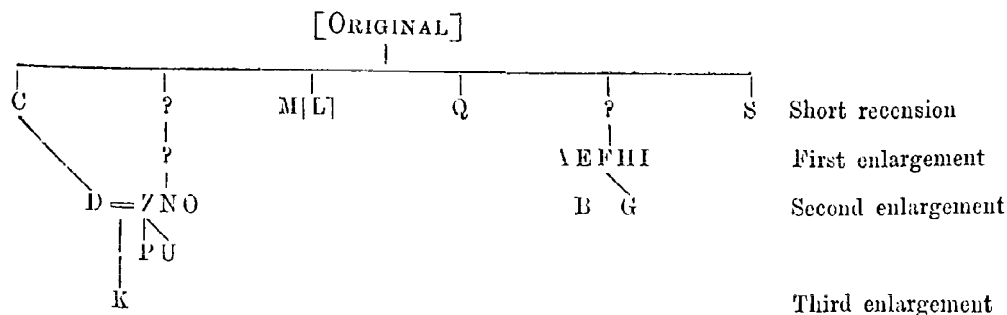 [ORIGINAL]
C ? M[L] Q ? S Short recension
? A E F H I First enlargement
D = Z N O B G Second enlargement
P U
K Third enlargement